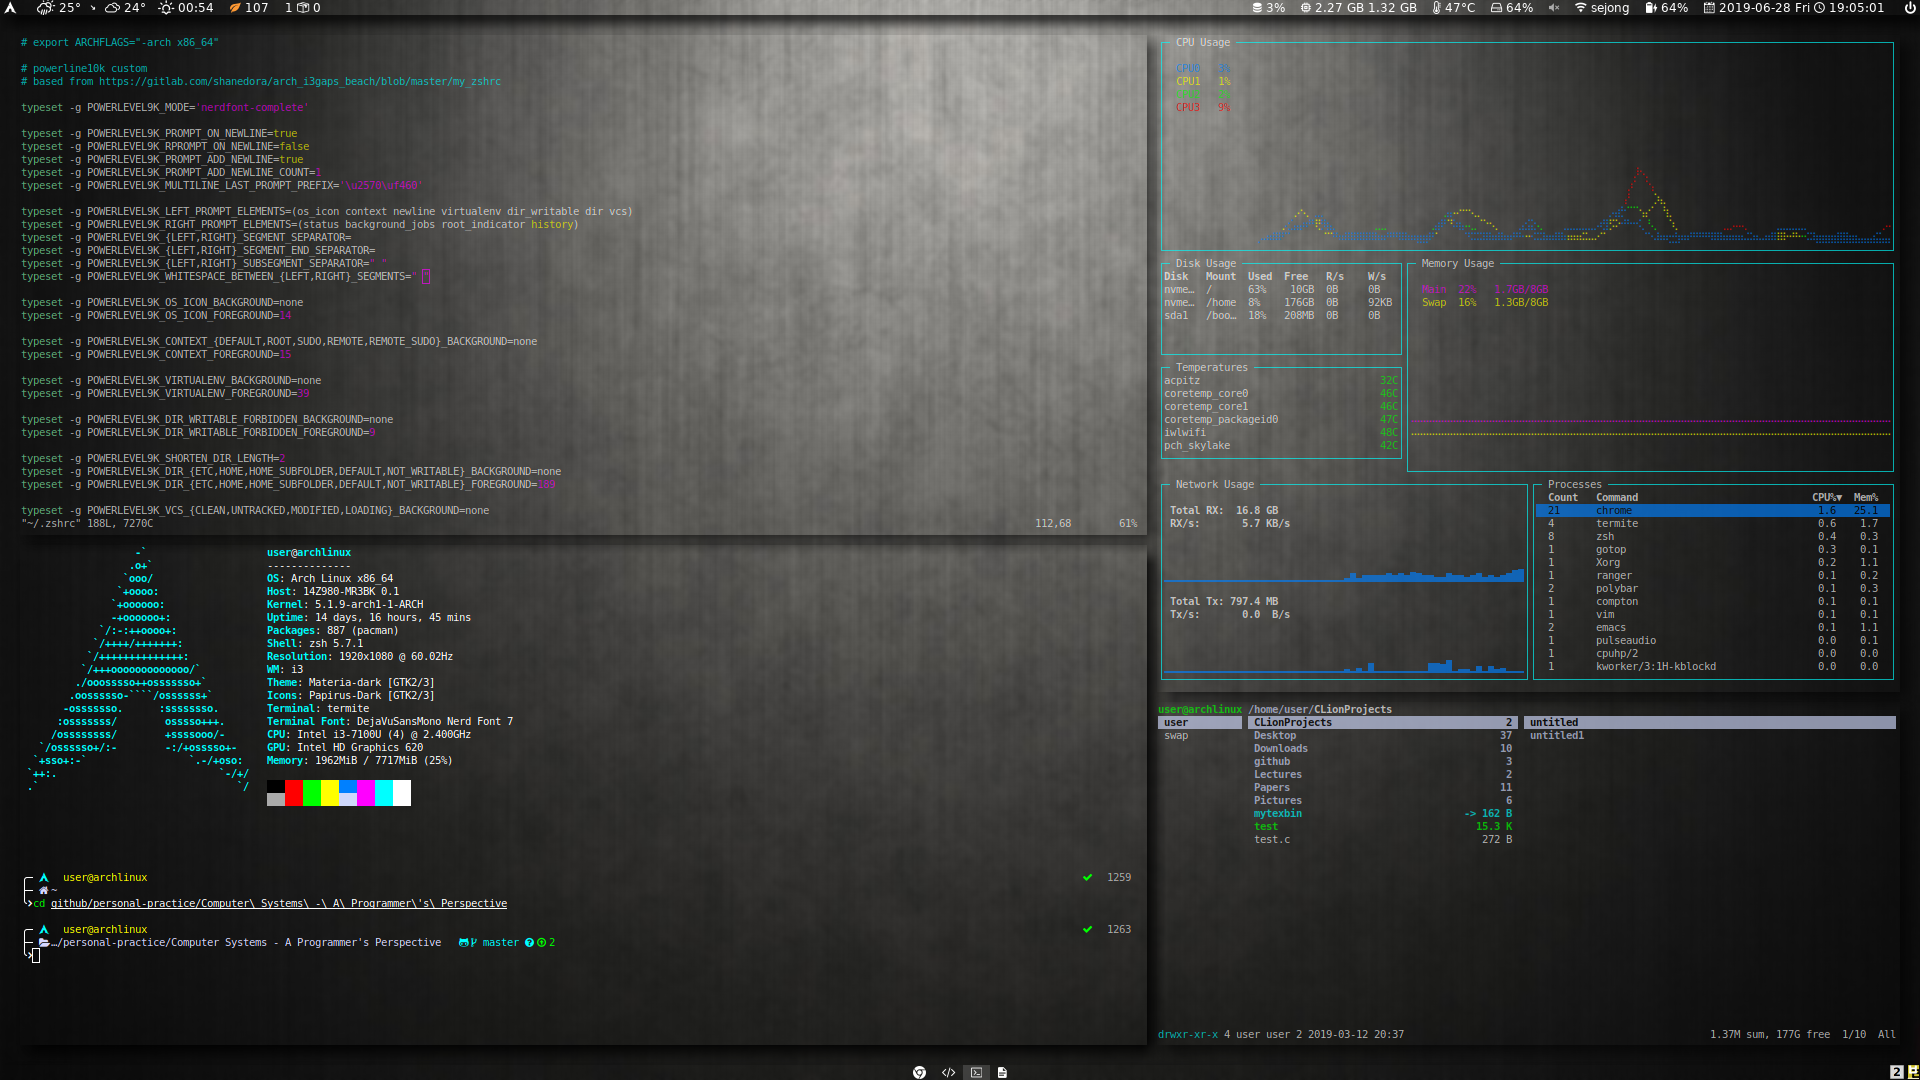 25° 24° 00:54 107 1 0
3% 2.27 GB 1.32 GB 47°C 64% sejong 64% 2019-06-28 Fri 19:05:01
# export ARCHFLAGS="-arch x86_64"
# powerline10k custom
# based from https://gitlab.com/shanedora/arch_i3gaps_beach/blob/master/my_zshrc
typeset -g POWERLEVEL9K_MODE='nerdfont-complete'
typeset -g POWERLEVEL9K_PROMPT_ON_NEWLINE=true
typeset -g POWERLEVEL9K_RPROMPT_ON_NEWLINE=false
typeset -g POWERLEVEL9K_PROMPT_ADD_NEWLINE=true
typeset -g POWERLEVEL9K_PROMPT_ADD_NEWLINE_COUNT=1
typeset -g POWERLEVEL9K_MULTILINE_LAST_PROMPT_PREFIX='\u2570\uf460'
typeset -g POWERLEVEL9K_LEFT_PROMPT_ELEMENTS=(os_icon context newline virtualenv dir_writable dir vcs)
typeset -g POWERLEVEL9K_RIGHT_PROMPT_ELEMENTS=(status background_jobs root_indicator history)
typeset -g POWERLEVEL9K_{LEFT,RIGHT}_SEGMENT_SEPARATOR=
typeset -g POWERLEVEL9K_{LEFT,RIGHT}_SEGMENT_END_SEPARATOR=
typeset -g POWERLEVEL9K_{LEFT,RIGHT}_SUBSEGMENT_SEPARATOR=" "
typeset -g POWERLEVEL9K_WHITESPACE_BETWEEN_{LEFT,RIGHT}_SEGMENTS=" "
typeset -g POWERLEVEL9K_OS_ICON_BACKGROUND=none
typeset -g POWERLEVEL9K_OS_ICON_FOREGROUND=14
typeset -g POWERLEVEL9K_CONTEXT_{DEFAULT,ROOT,SUDO,REMOTE,REMOTE_SUDO}_BACKGROUND=none
typeset -g POWERLEVEL9K_CONTEXT_FOREGROUND=15
typeset -g POWERLEVEL9K_VIRTUALENV_BACKGROUND=none
typeset -g POWERLEVEL9K_VIRTUALENV_FOREGROUND=39
typeset -g POWERLEVEL9K_DIR_WRITABLE_FORBIDDEN_BACKGROUND=none
typeset -g POWERLEVEL9K_DIR_WRITABLE_FORBIDDEN_FOREGROUND=9
typeset -g POWERLEVEL9K_SHORTEN_DIR_LENGTH=2
typeset -g POWERLEVEL9K_DIR_{ETC,HOME,HOME_SUBFOLDER,DEFAULT,NOT_WRITABLE}_BACKGROUND=none
typeset -g POWERLEVEL9K_DIR_{ETC,HOME,HOME_SUBFOLDER,DEFAULT,NOT_WRITABLE}_FOREGROUND=189
typeset -g POWERLEVEL9K_VCS_{CLEAN,UNTRACKED,MODIFIED,LOADING}_BACKGROUND=none
"~/.zshrc" 188L, 7270C 112,68 61%
CPU Usage
CPU0 3%
CPU1 1%
CPU3 9%
Disk Usage
Disk Mount Used Free R/s W/s
nvme… / 63% 10GB 0B 0B
nvme… /home 8% 176GB 0B 92KB
sda1 /boo… 18% 208MB 0B 0B
Memory Usage
Main 22% 1.7GB/8GB
Swap 16% 1.3GB/8GB
Temperatures
acpitz 32C
coretemp_core0 46C
coretemp_core1 46C
coretemp_packageid0 47C
iwlwifi 48C
pch_skylake 42C
Network Usage
Total RX: 16.8 GB
RX/s: 5.7 KB/s
Total Tx: 797.4 MB
Tx/s: 0.0 B/s
Processes
Count Command CPU%▼ Mem%
21 chrome 1.6 25.1
4 termite 0.6 1.7
8 zsh 0.4 0.3
1 gotop 0.3 0.1
1 Xorg 0.2 1.1
1 ranger 0.1 0.2
2 polybar 0.1 0.3
1 compton 0.1 0.1
1 vim 0.1 0.1
2 emacs 0.1 1.1
1 pulseaudio 0.0 0.1
1 cpuhp/2 0.0 0.0
1 kworker/3:1H-kblockd 0.0 0.0
user@archlinux
--------------
OS: Arch Linux x86_64
Host: 14Z980-MR3BK 0.1
Kernel: 5.1.9-arch1-1-ARCH
Uptime: 14 days, 16 hours, 45 mins
Packages: 887 (pacman)
Shell: zsh 5.7.1
Resolution: 1920x1080 @ 60.02Hz
WM: i3
Theme: Materia-dark [GTK2/3]
Icons: Papirus-Dark [GTK2/3]
Terminal: termite
Terminal Font: DejaVuSansMono Nerd Font 7
CPU: Intel i3-7100U (4) @ 2.400GHz
GPU: Intel HD Graphics 620
Memory: 1962MiB / 7717MiB (25%)
user@archlinux 1259
~
cd github/personal-practice/Computer\ Systems\ -\ A\ Programmer\'s\ Perspective
user@archlinux 1263
…/personal-practice/Computer Systems - A Programmer's Perspective master 2
user@archlinux /home/user/CLionProjects
user CLionProjects 2 untitled
swap Desktop 37 untitled1
Downloads 10
github 3
Lectures 2
Papers 11
Pictures 6
mytexbin -> 162 B
test 15.3 K
test.c 272 B
drwxr-xr-x 4 user user 2 2019-03-12 20:37 1.37M sum, 177G free 1/10 All
2